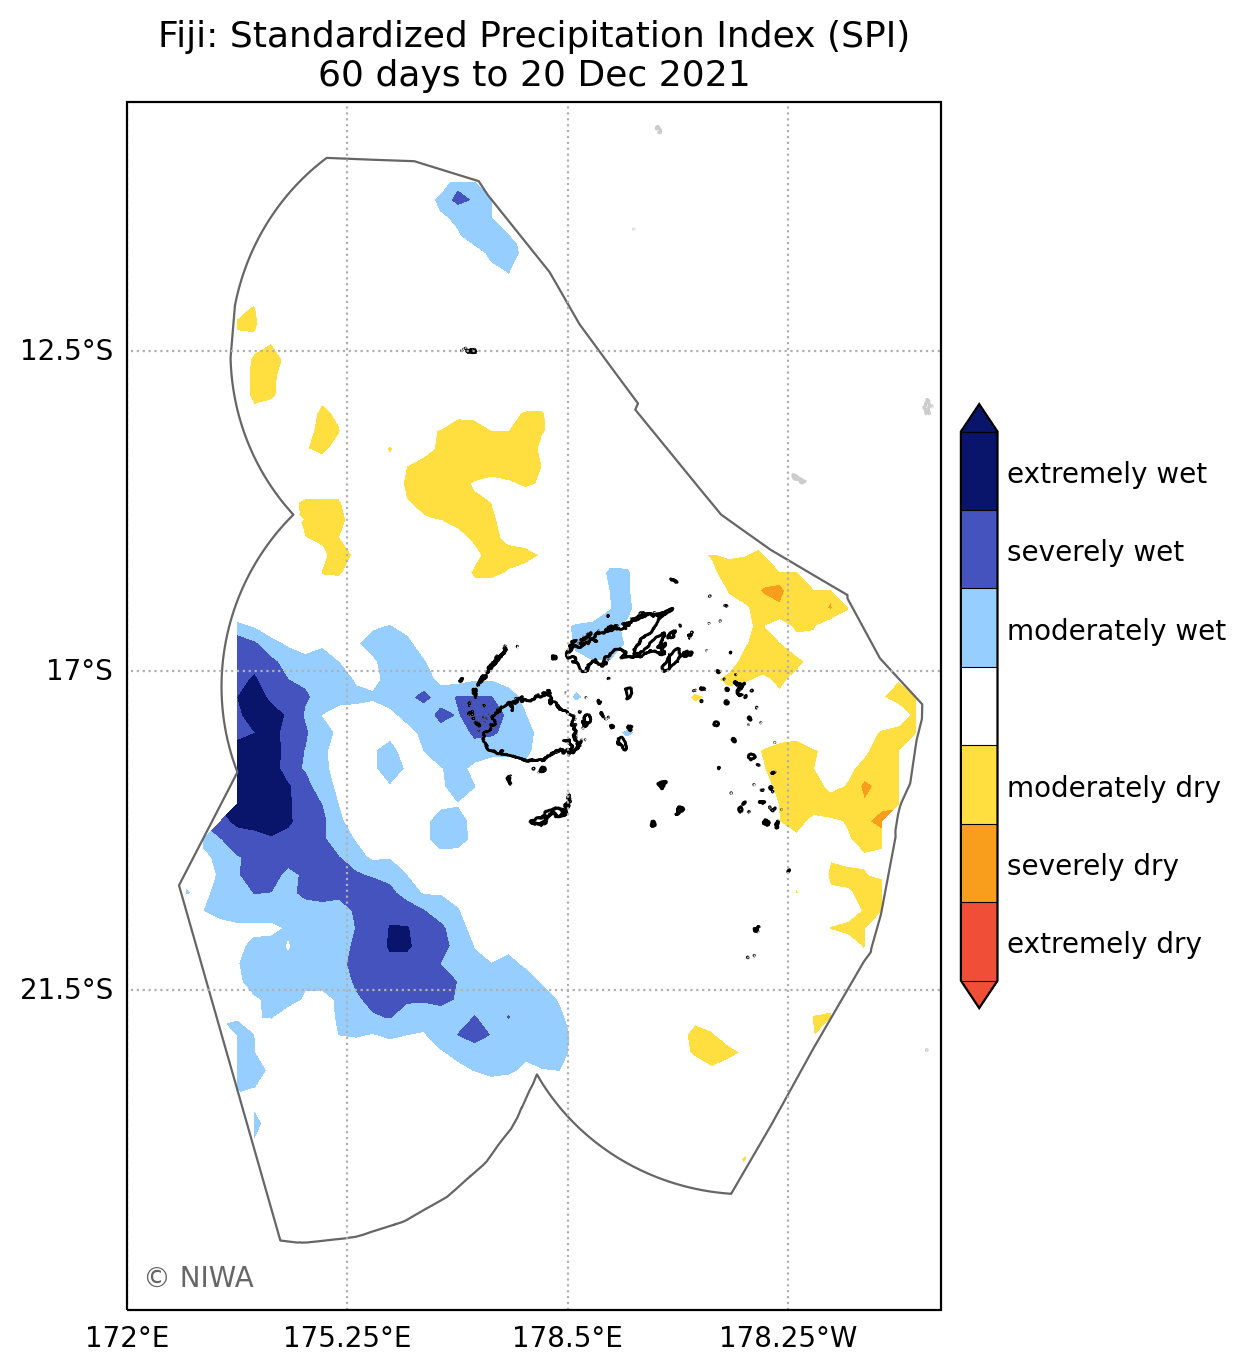 Fiji: Standardized Precipitation Index (SPI)
60 days to 20 Dec 2021
12.5°S
17°S
21.5°S
172°E
175.25°E
178.5°E
178.25°W
extremely wet
severely wet
moderately wet
moderately dry
severely dry
extremely dry
© NIWA